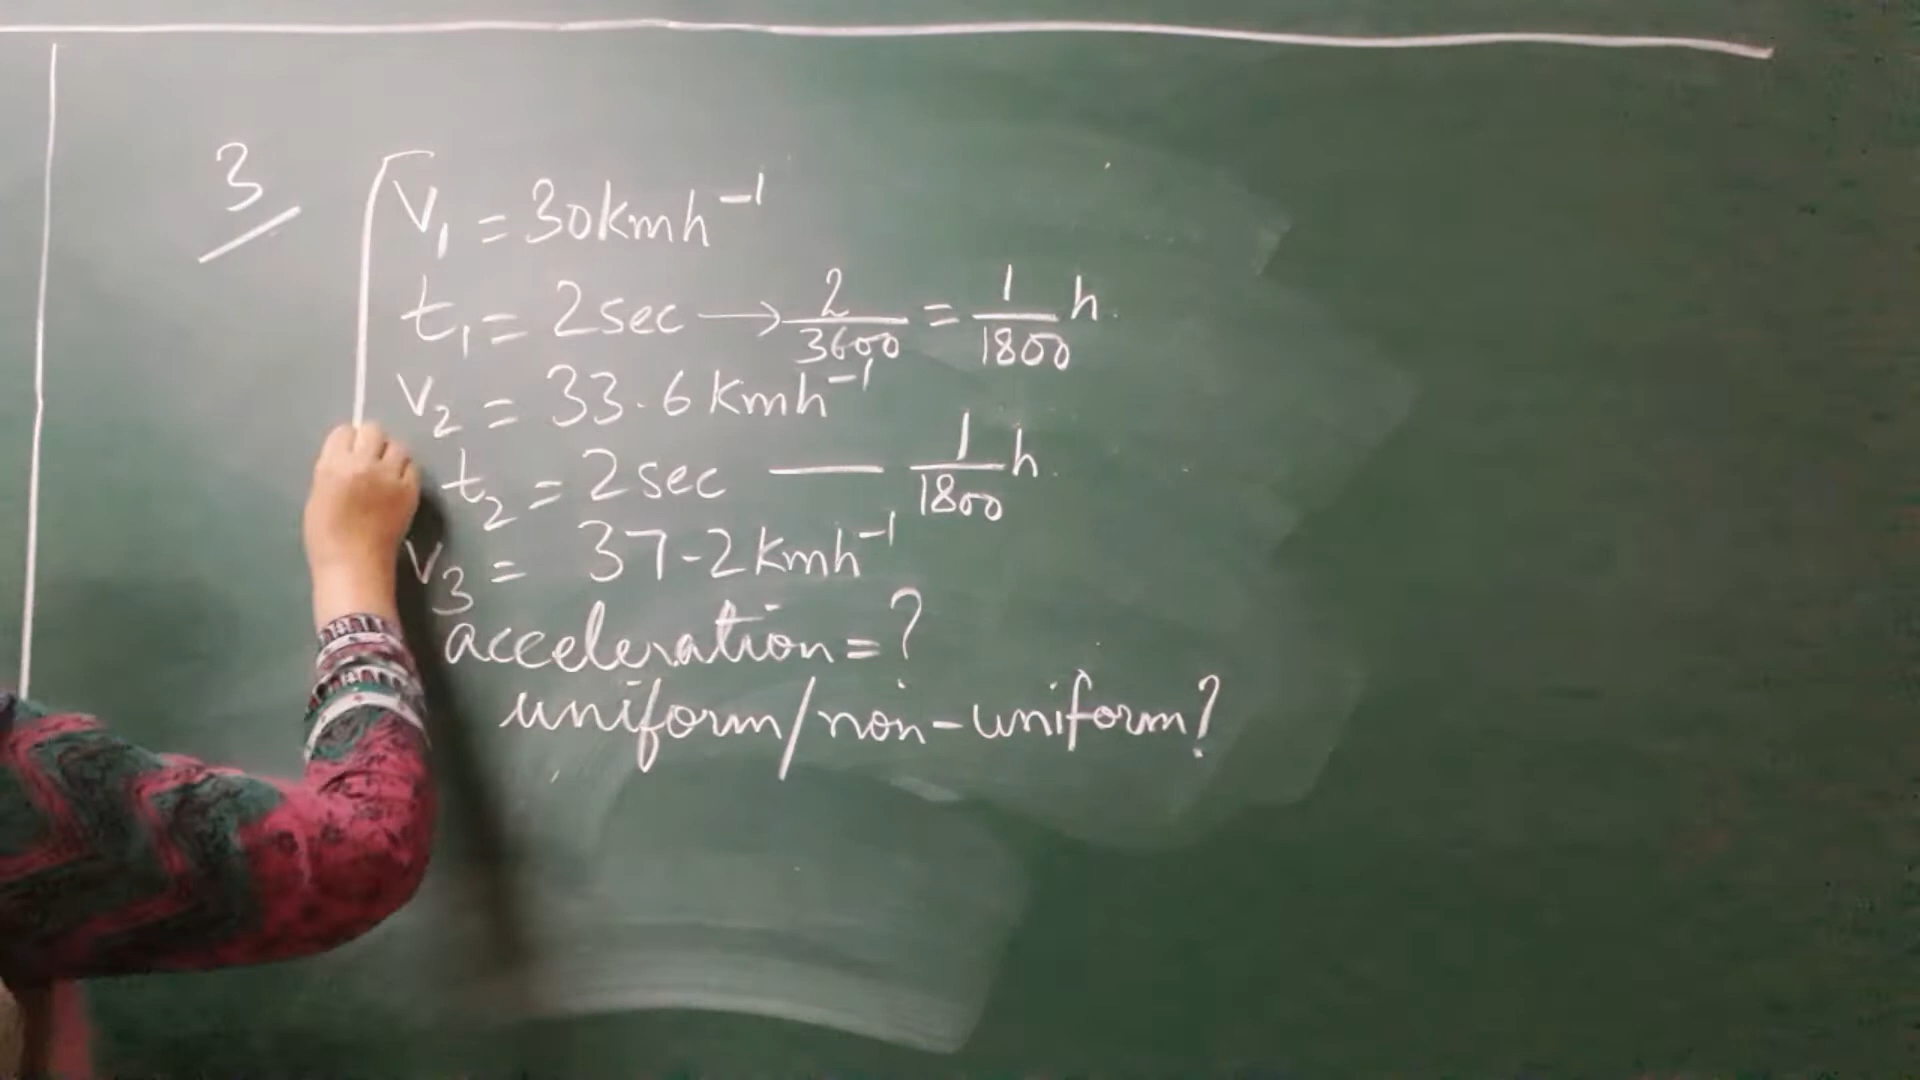 3
V₁ = 30kmh⁻¹
t₁ = 2sec → 2/3600 = 1/1800 h.
V₂ = 33.6 kmh⁻¹
t₂ = 2sec — 1/1800 h.
V₃ = 37-2 kmh⁻¹
acceleration = ?
uniform/non-uniform?